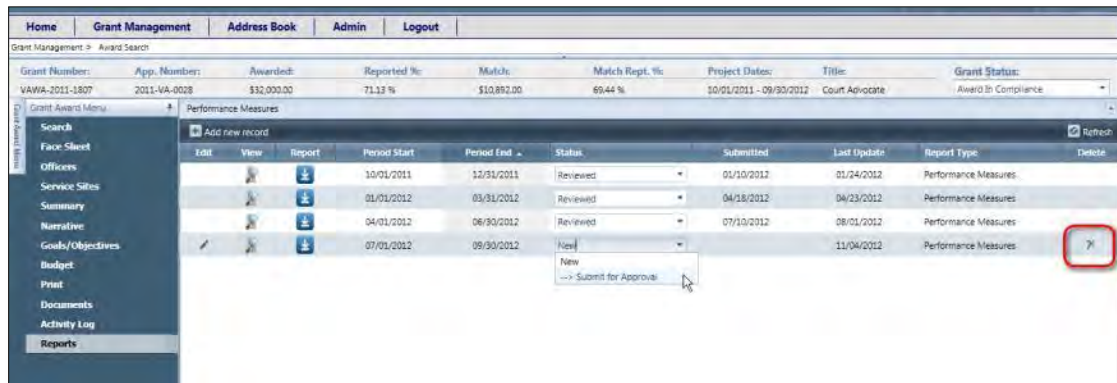 Home Grant Management Address Book Admin Logout
Grant Management > Award Search
Grant Number: App. Number: Awarded: Reported %: Match: Match Rept. %: Project Dates: Title: Grant Status:
VAWA-2011-1807 2011-VA-0028 $32,000.00 71.13 % $10,892.00 69.44 % 10/01/2011 - 09/30/2012 Court Advocate Award In Compliance
Grant Award Menu Performance Measures
Grant Award Menu
Search
Face Sheet
Officers
Service Sites
Summary
Narrative
Goals/Objectives
Budget
Print
Documents
Activity Log
Reports
Add new record Refresh
Edit View Report Period Start Period End Status Submitted Last Update Report Type Delete
10/01/2011 12/31/2011 Reviewed 01/10/2012 01/24/2012 Performance Measures
01/01/2012 03/31/2012 Reviewed 04/18/2012 04/23/2012 Performance Measures
04/01/2012 06/30/2012 Reviewed 07/10/2012 08/01/2012 Performance Measures
07/01/2012 09/30/2012 New 11/04/2012 Performance Measures
New
--> Submit for Approval